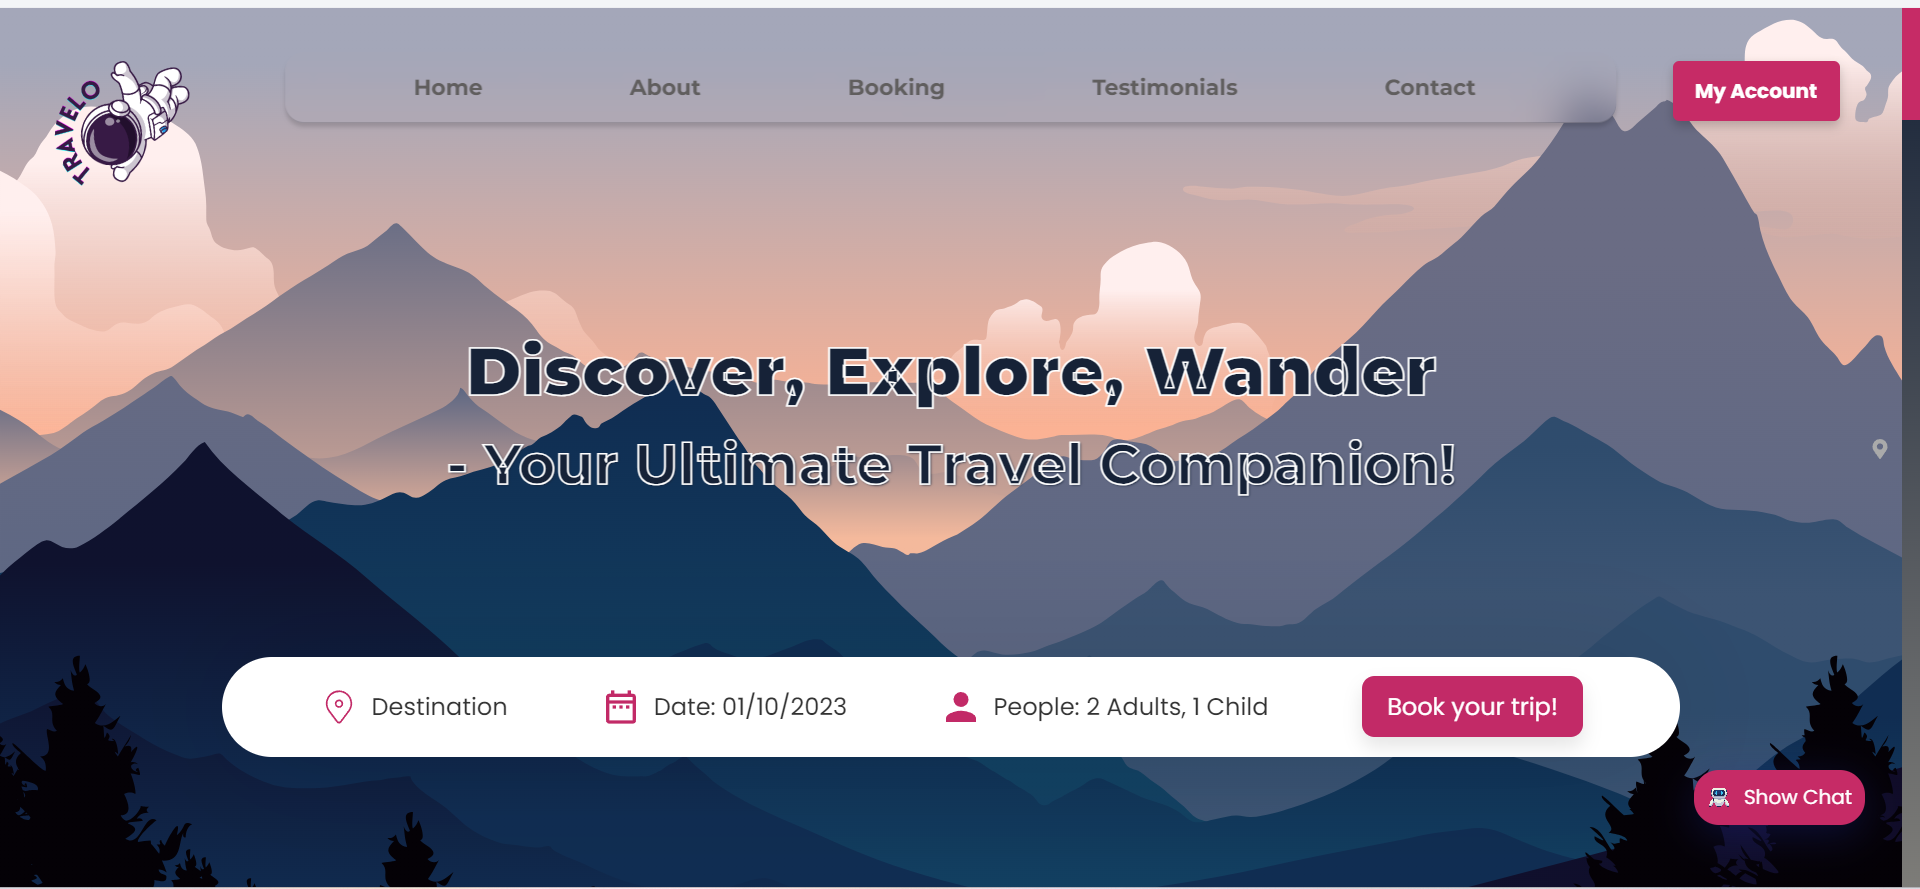 TRAVELO
Home About Booking Testimonials Contact
My Account
Discover, Explore, Wander
- Your Ultimate Travel Companion!
Destination Date: 01/10/2023 People: 2 Adults, 1 Child Book your trip!
Show Chat